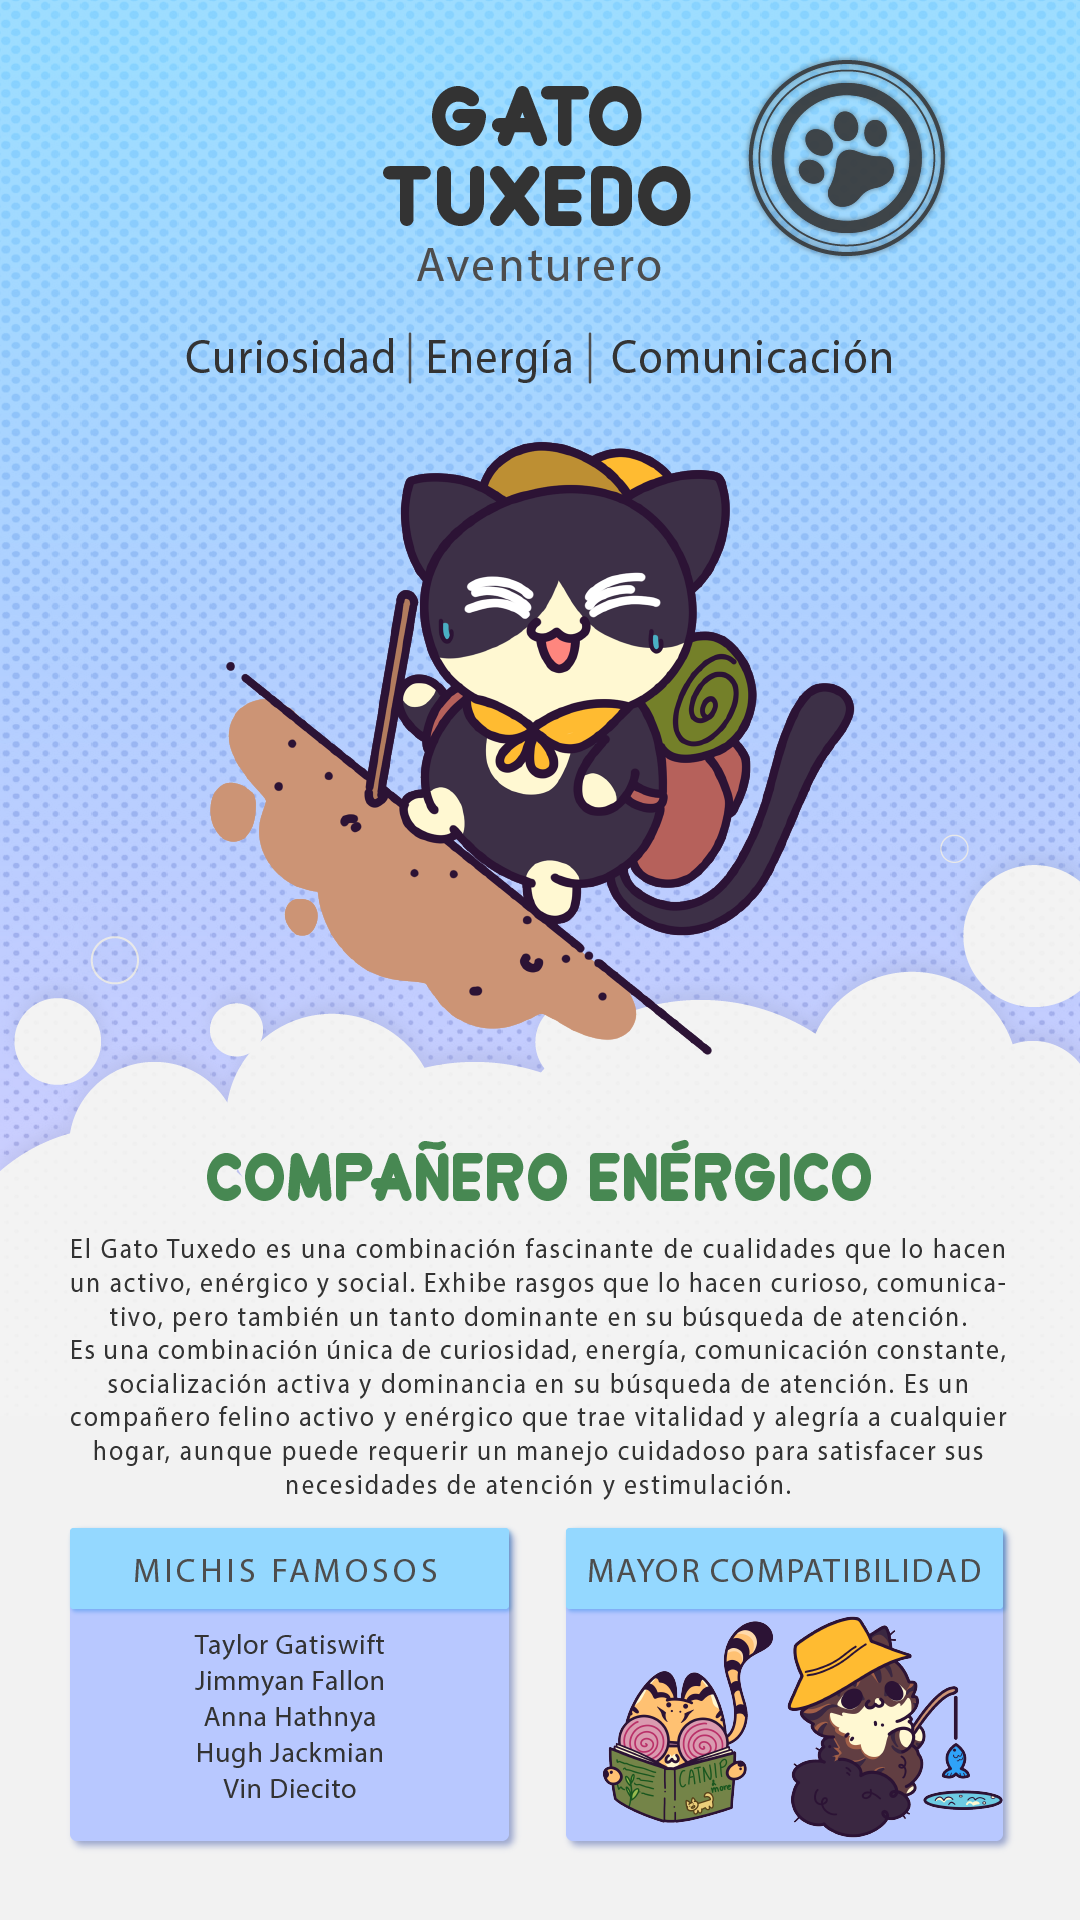 GATO
TUXEDO
Aventurero
Curiosidad | Energía | Comunicación
COMPAÑERO ENÉRGICO
El Gato Tuxedo es una combinación fascinante de cualidades que lo hacen
un activo, enérgico y social. Exhibe rasgos que lo hacen curioso, comunica-
tivo, pero también un tanto dominante en su búsqueda de atención.
Es una combinación única de curiosidad, energía, comunicación constante,
socialización activa y dominancia en su búsqueda de atención. Es un
compañero felino activo y enérgico que trae vitalidad y alegría a cualquier
hogar, aunque puede requerir un manejo cuidadoso para satisfacer sus
necesidades de atención y estimulación.
MICHIS FAMOSOS
Taylor Gatiswift
Jimmyan Fallon
Anna Hathnya
Hugh Jackmian
Vin Diecito
MAYOR COMPATIBILIDAD
CATNIP
& more